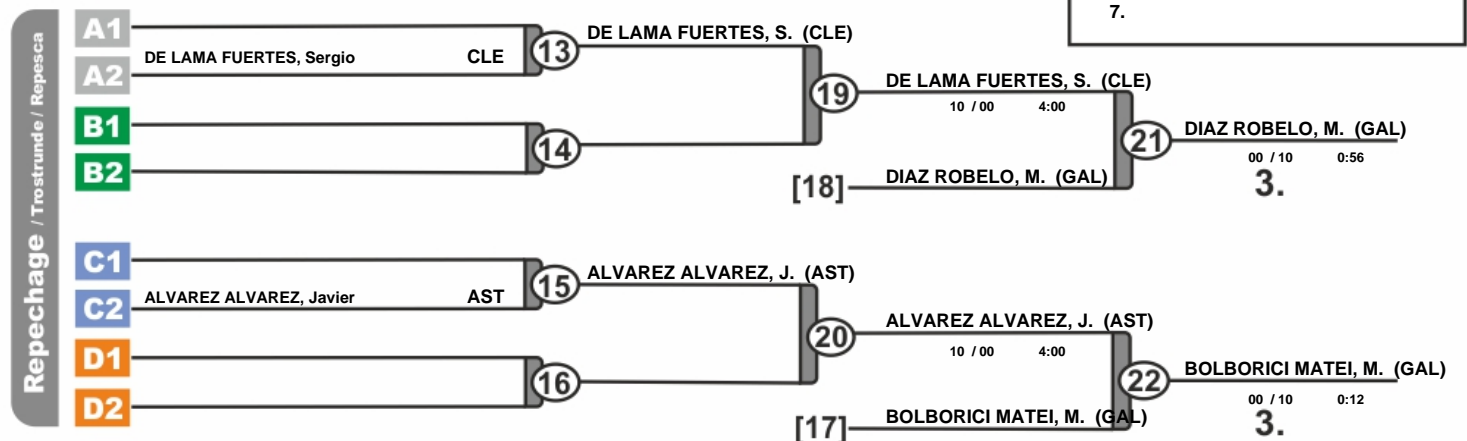 7.
Repechage / Trostrunde / Repesca
A1
DE LAMA FUERTES, Sergio CLE
A2
B1
B2
13
DE LAMA FUERTES, S. (CLE)
14
19
DE LAMA FUERTES, S. (CLE)
10 / 00 4:00
[18]
DIAZ ROBELO, M. (GAL)
21
DIAZ ROBELO, M. (GAL)
00 / 10 0:56
3.
C1
ALVAREZ ALVAREZ, Javier AST
C2
D1
D2
15
ALVAREZ ALVAREZ, J. (AST)
16
20
ALVAREZ ALVAREZ, J. (AST)
10 / 00 4:00
[17]
BOLBORICI MATEI, M. (GAL)
22
BOLBORICI MATEI, M. (GAL)
00 / 10 0:12
3.